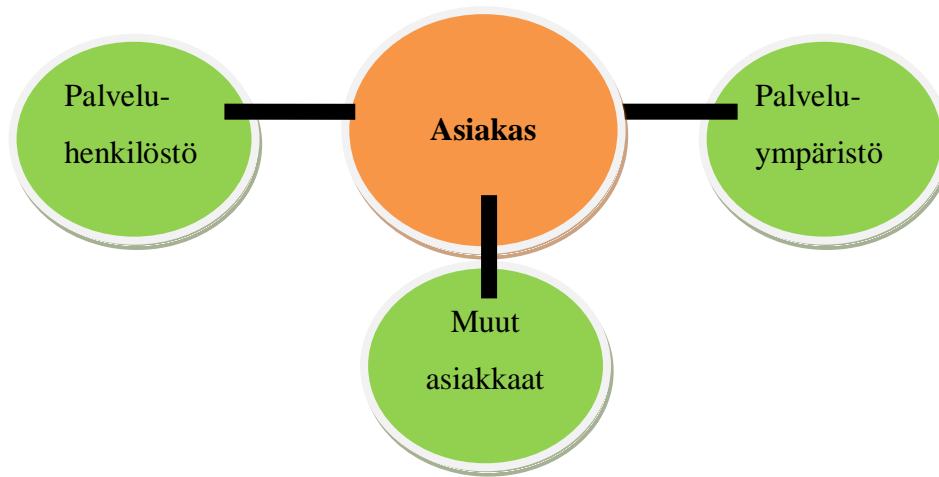 Palvelu-
henkilöstö
Asiakas
Palvelu-
ympäristö
Muut
asiakkaat